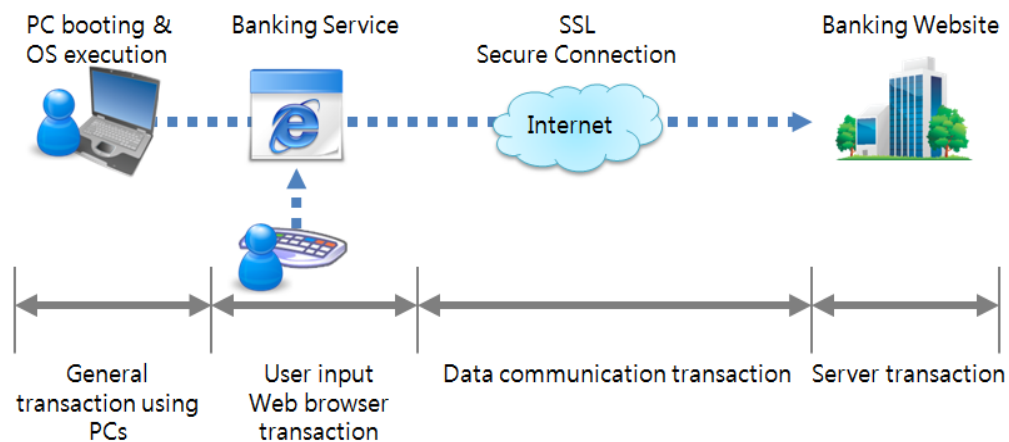 PC booting &
OS execution
Banking Service
SSL
Secure Connection
Banking Website
Internet
General
transaction using
PCs
User input
Web browser
transaction
Data communication transaction
Server transaction